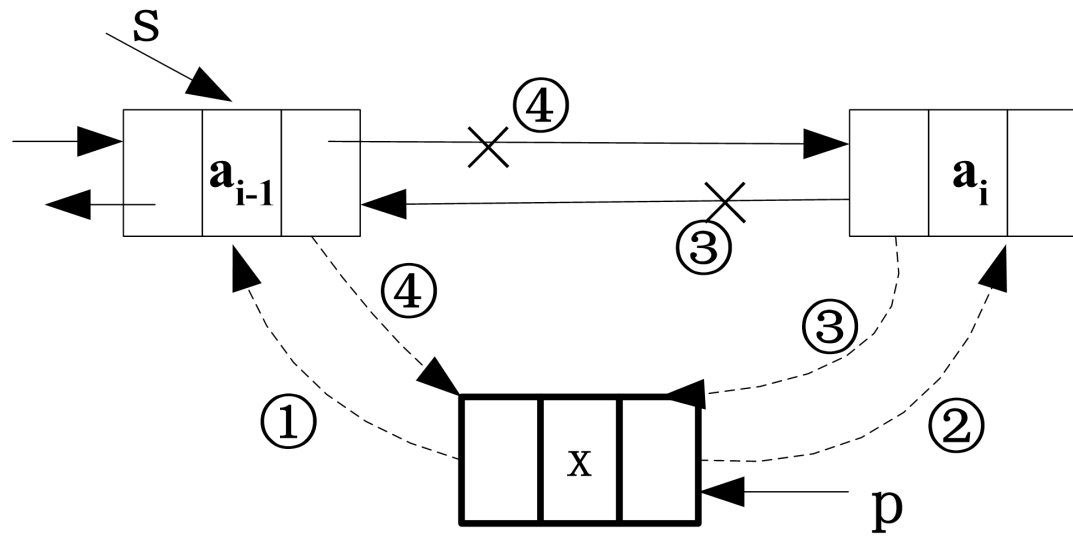 S
④
a_{i-1}
a_i
③
④
③
①
②
x
p